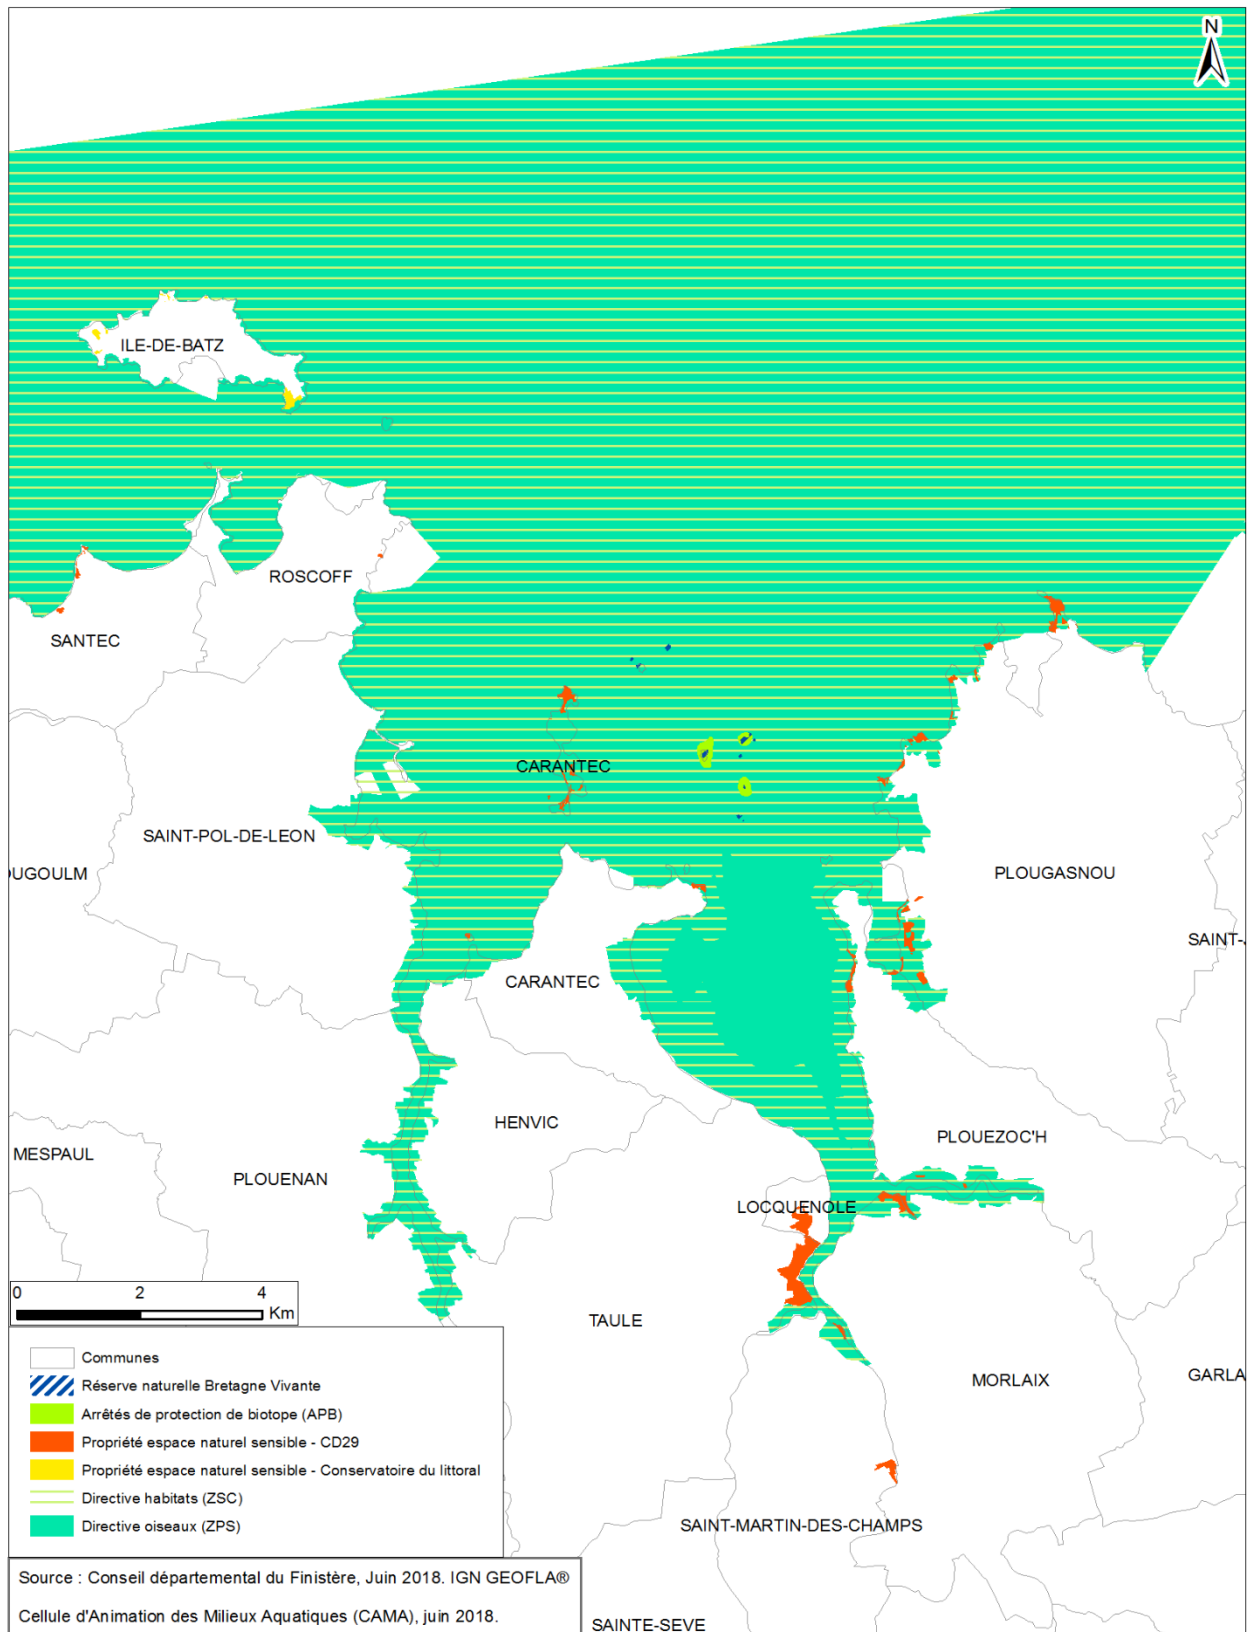 N
ILE-DE-BATZ
ROSCOFF
SANTEC
CARANTEC
SAINT-POL-DE-LEON
OUGOULM
PLOUGASNOU
SAINT-J
CARANTEC
HENVIC
PLOUEZOC'H
MESPAUL
PLOUENAN
LOCQUENOLE
TAULE
MORLAIX
GARLA
SAINT-MARTIN-DES-CHAMPS
SAINTE-SEVE
0 2 4
Km
Communes
Réserve naturelle Bretagne Vivante
Arrêtés de protection de biotope (APB)
Propriété espace naturel sensible - CD29
Propriété espace naturel sensible - Conservatoire du littoral
Directive habitats (ZSC)
Directive oiseaux (ZPS)
Source : Conseil départemental du Finistère, Juin 2018. IGN GEOFLA®
Cellule d'Animation des Milieux Aquatiques (CAMA), juin 2018.